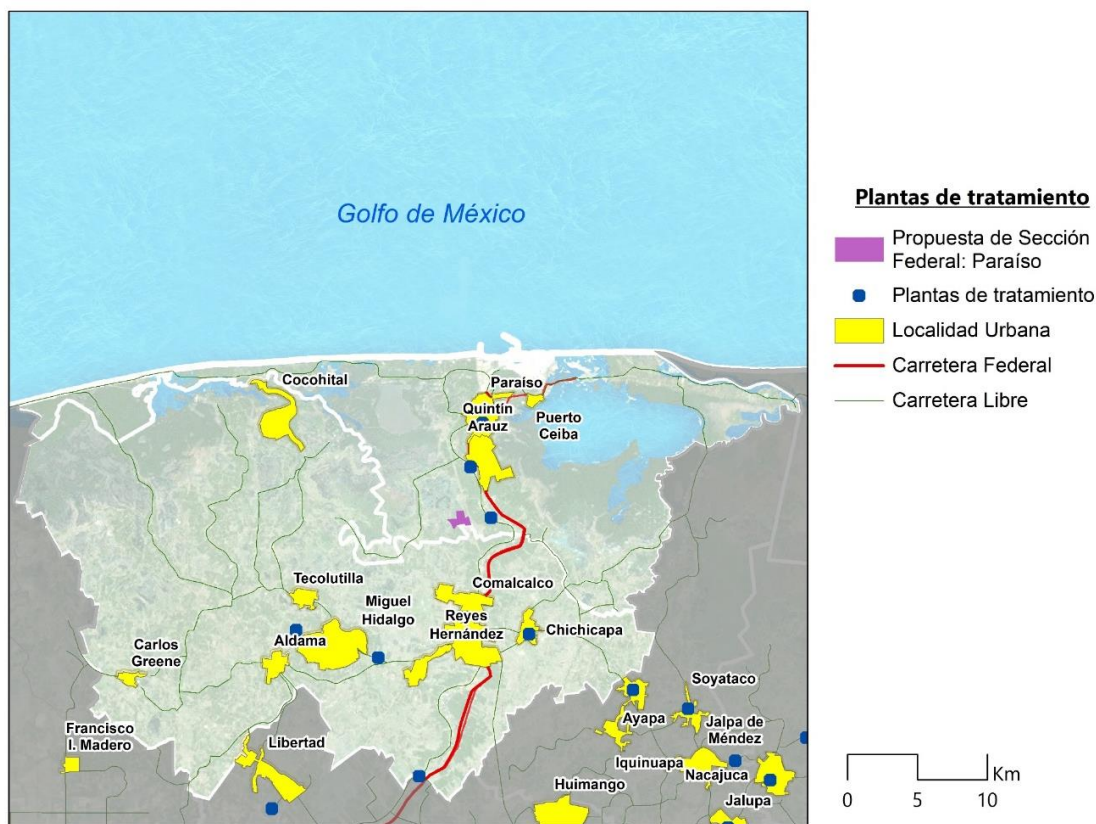 Golfo de México
Cocohital
Paraíso
Quintín
Arauz
Puerto
Ceiba
Tecolutilla
Comalcalco
Miguel
Hidalgo
Reyes
Hernández
Chichicapa
Aldama
Carlos
Greene
Soyataco
Francisco
I. Madero
Libertad
Ayapa
Jalpa de
Méndez
Iquinuapa
Nacajuca
Huimango
Jalupa
Plantas de tratamiento
Propuesta de Sección
Federal: Paraíso
Plantas de tratamiento
Localidad Urbana
Carretera Federal
Carretera Libre
Km
0 5 10